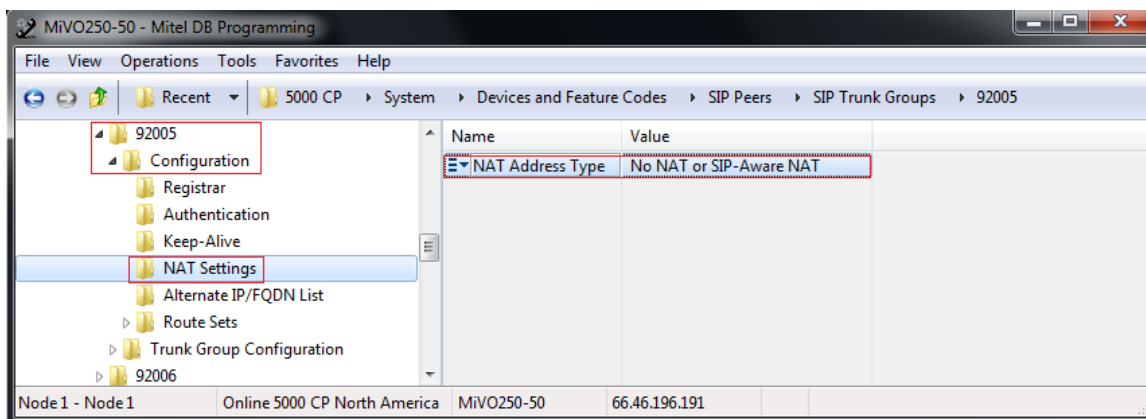 MiVO250-50 - Mitel DB Programming
File View Operations Tools Favorites Help
Recent 5000 CP System Devices and Feature Codes SIP Peers SIP Trunk Groups 92005
92005
Configuration
Registrar
Authentication
Keep-Alive
NAT Settings
Alternate IP/FQDN List
Route Sets
Trunk Group Configuration
92006
Name Value
NAT Address Type No NAT or SIP-Aware NAT
Node 1 - Node 1 Online 5000 CP North America MiVO250-50 66.46.196.191